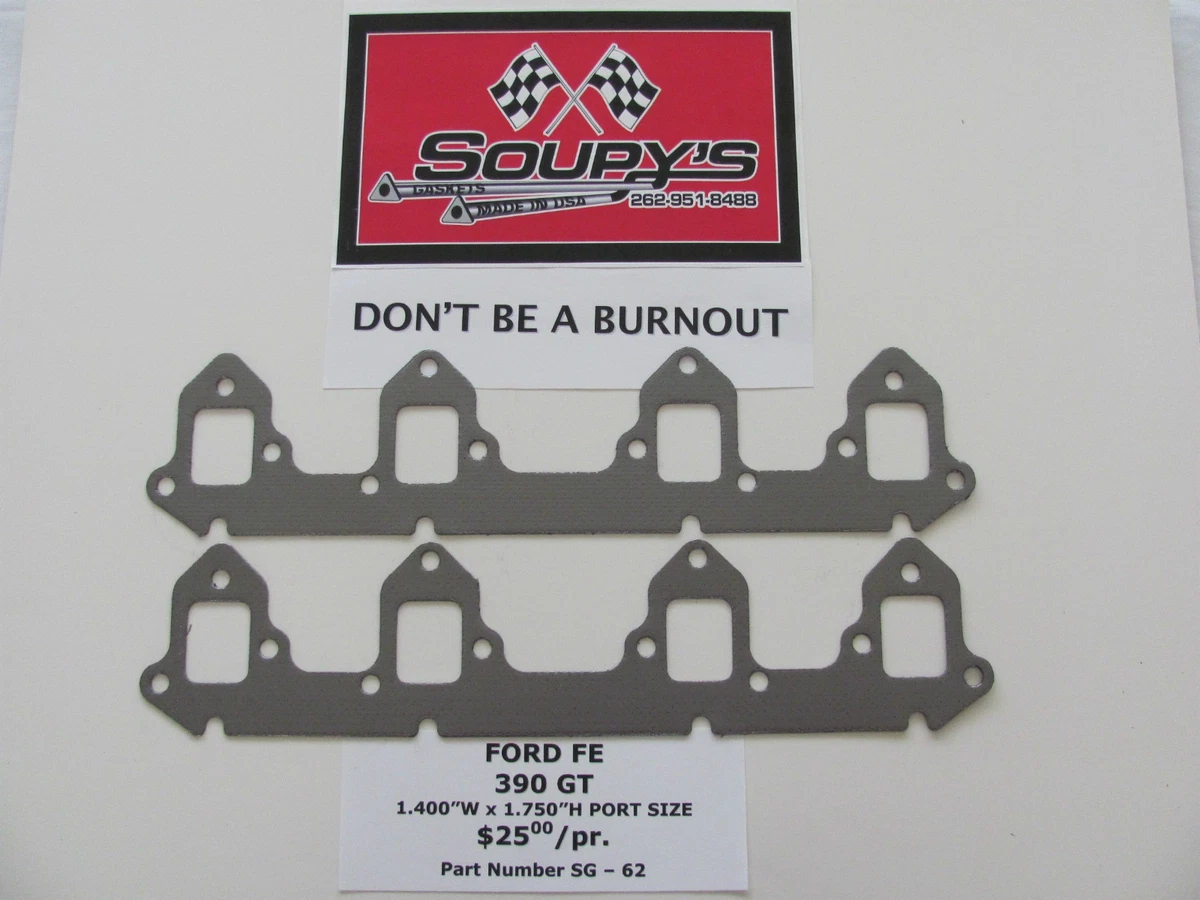 SOUPY'S
GASKETS
MADE IN USA
262-951-8488
DON'T BE A BURNOUT
FORD FE
390 GT
1.400"W x 1.750"H PORT SIZE
$25⁰⁰/pr.
Part Number SG – 62